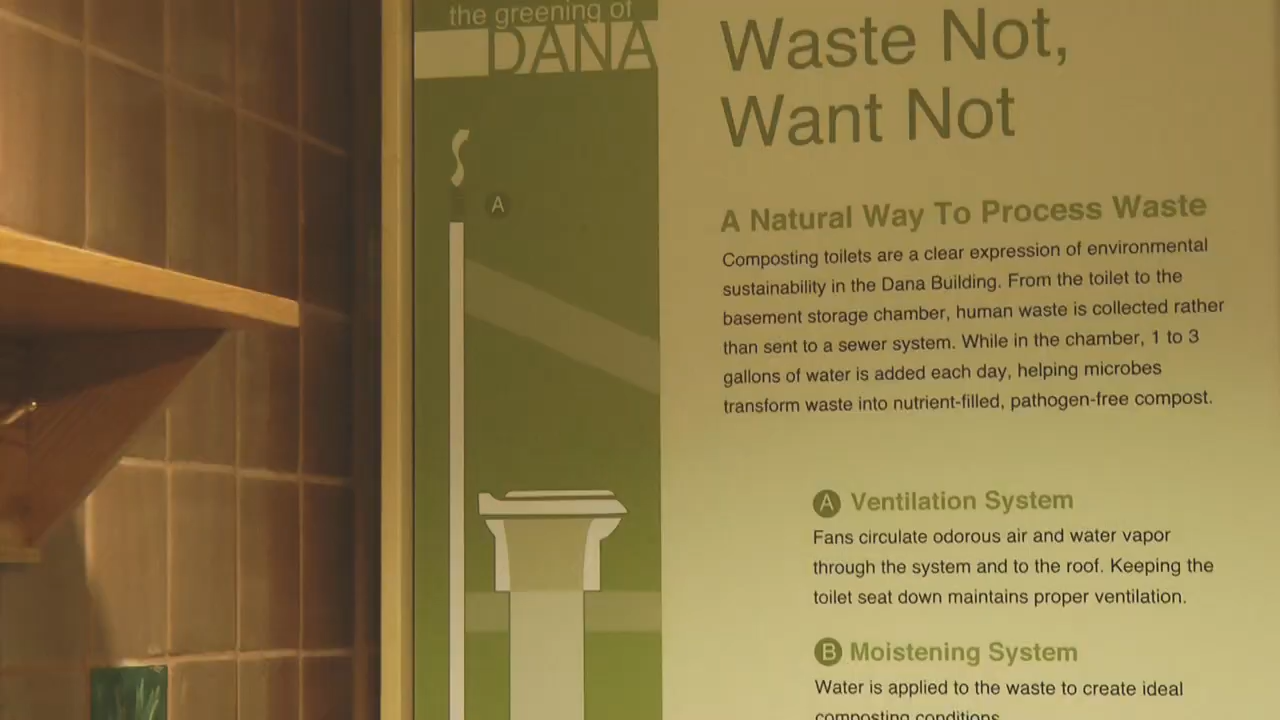 the greening of
DANA
Waste Not,
Want Not
A Natural Way To Process Waste
Composting toilets are a clear expression of environmental
sustainability in the Dana Building. From the toilet to the
basement storage chamber, human waste is collected rather
than sent to a sewer system. While in the chamber, 1 to 3
gallons of water is added each day, helping microbes
transform waste into nutrient-filled, pathogen-free compost.
A
A Ventilation System
Fans circulate odorous air and water vapor
through the system and to the roof. Keeping the
toilet seat down maintains proper ventilation.
B Moistening System
Water is applied to the waste to create ideal
composting conditions